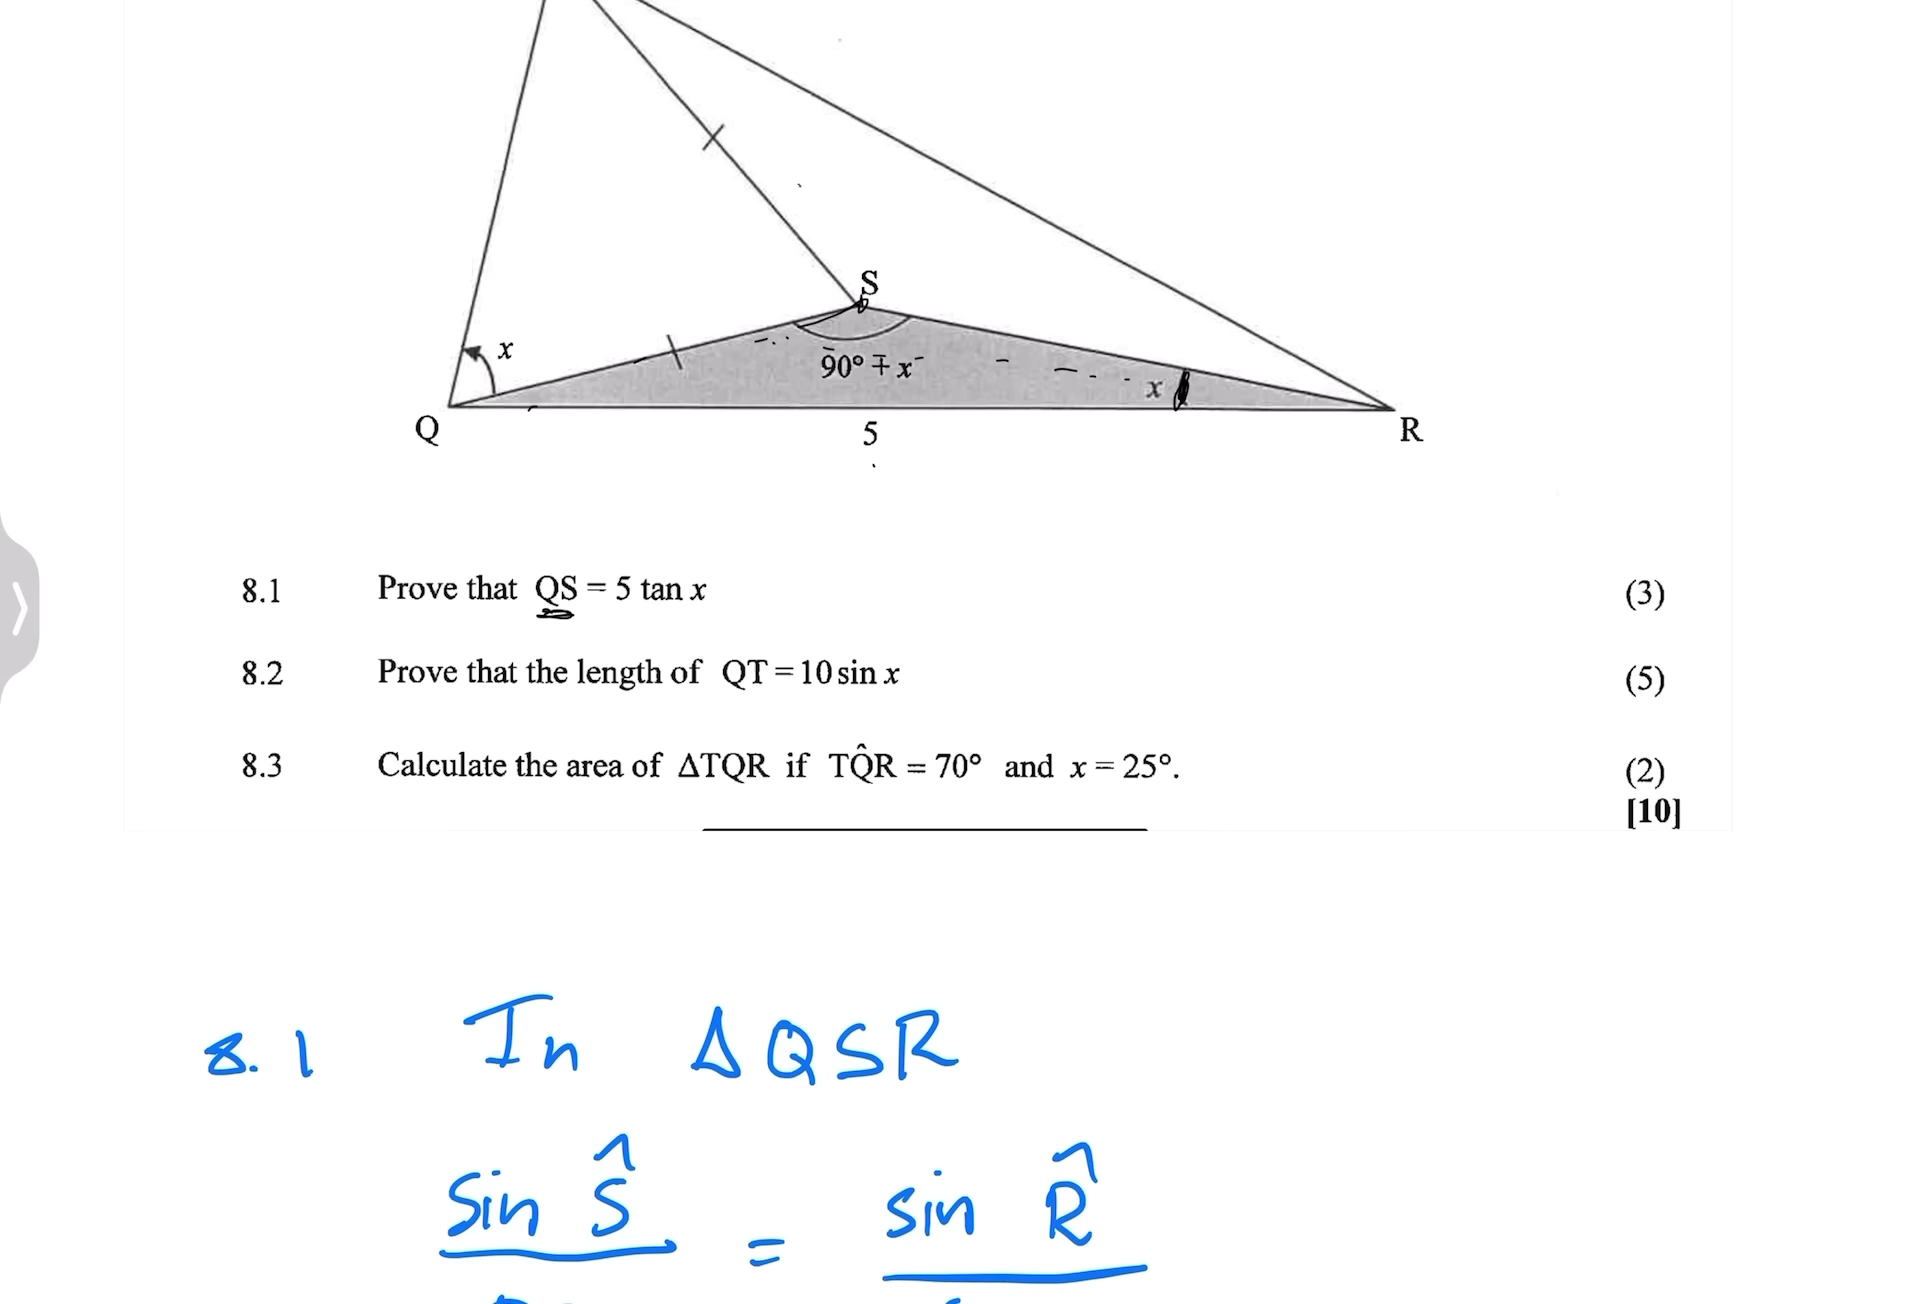 S
x
90° + x
x
Q
5
R
8.1 Prove that QS = 5 tan x (3)
8.2 Prove that the length of QT = 10 sin x (5)
8.3 Calculate the area of ΔTQR if TQ̂R = 70° and x = 25°. (2)
[10]
8.1 In ΔQSR
sin Ŝ = sin R̂